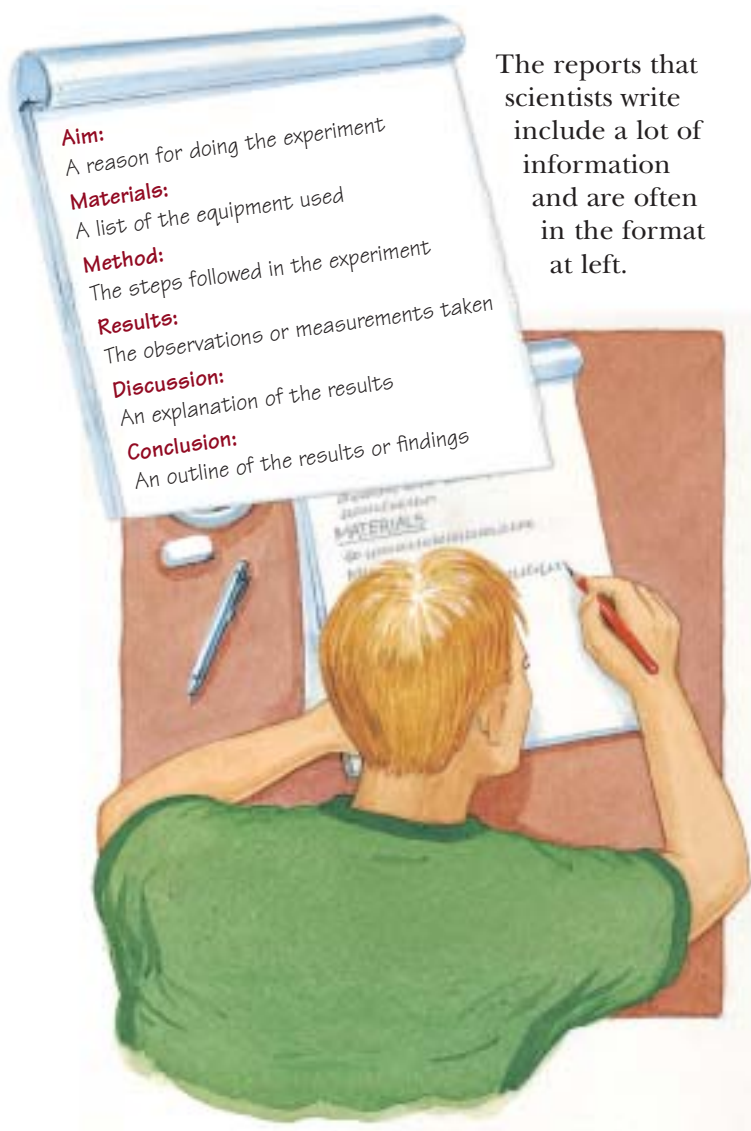 Aim:
A reason for doing the experiment
Materials:
A list of the equipment used
Method:
The steps followed in the experiment
Results:
The observations or measurements taken
Discussion:
An explanation of the results
Conclusion:
An outline of the results or findings
The reports that
scientists write
include a lot of
information
and are often
in the format
at left.
MATERIALS